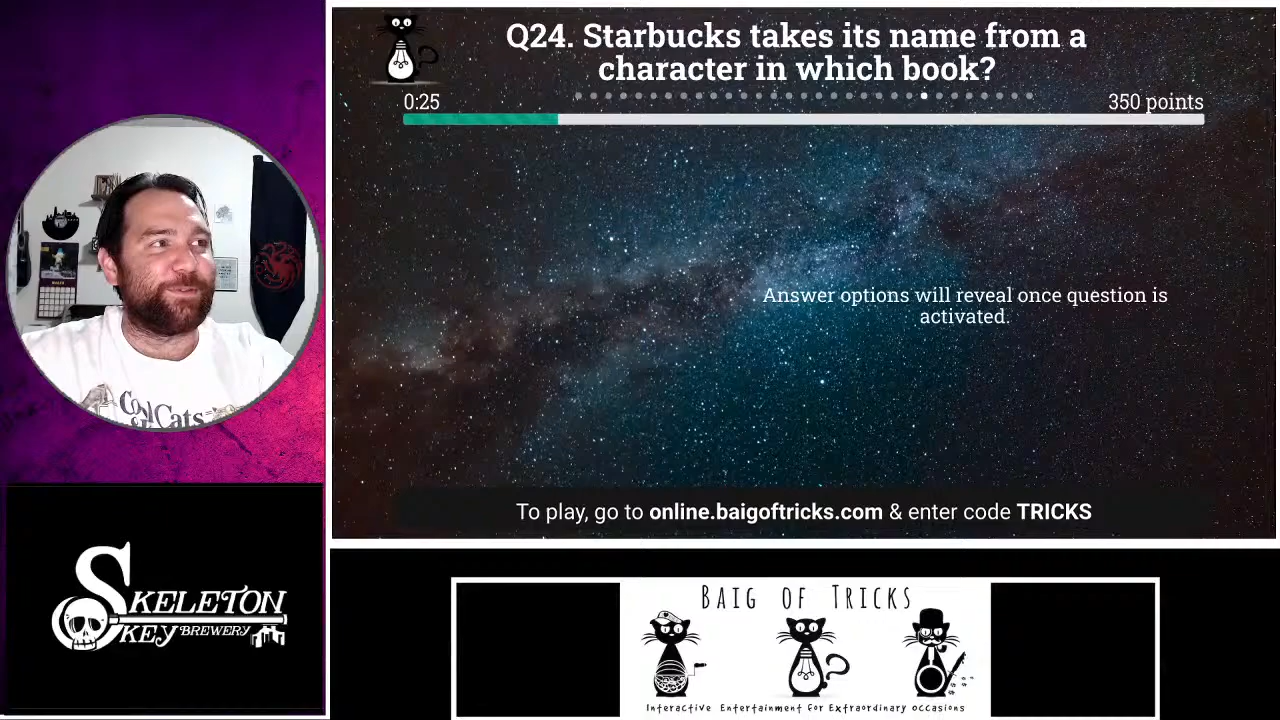 Q24. Starbucks takes its name from a
character in which book?
0:25
350 points
Answer options will reveal once question is
activated.
To play, go to online.baigoftricks.com & enter code TRICKS
Cats
SKELETON
KEY BREWERY
BAIG OF TRICKS
Interactive Entertainment for Extraordinary occasions